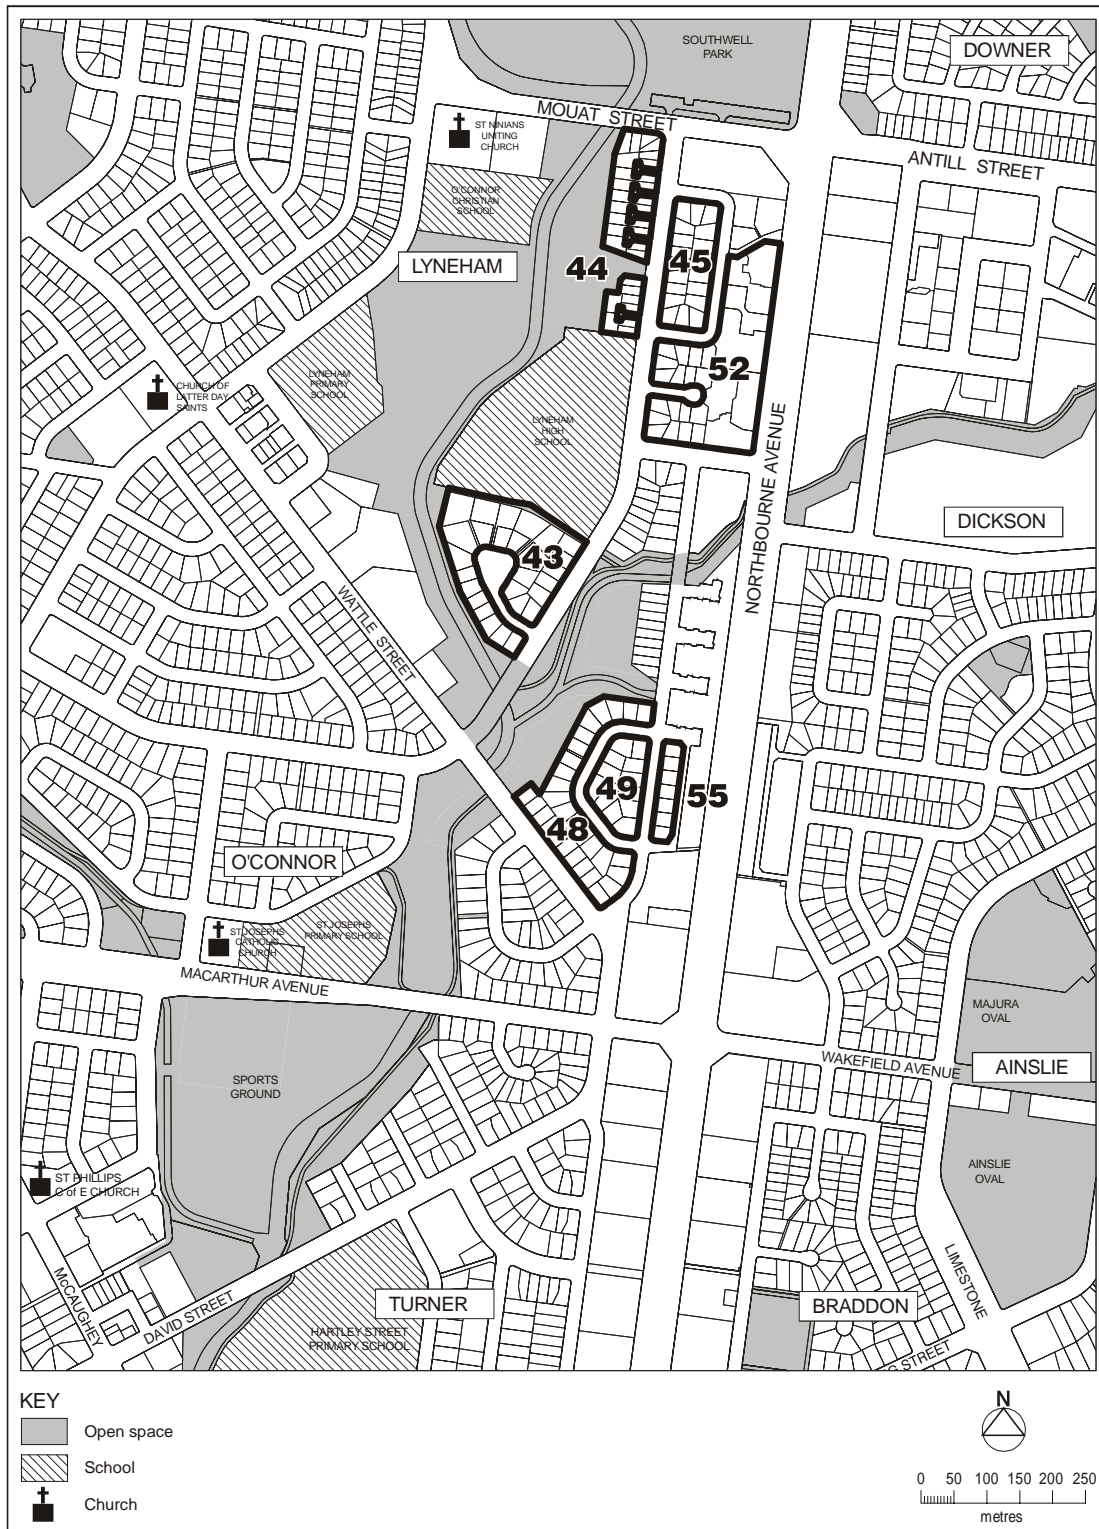 SOUTHWELL
PARK
DOWNER
MOUAT STREET
ST NINIANS
UNITING
CHURCH
ANTILL STREET
O'CONNOR
CHRISTIAN
SCHOOL
LYNEHAM
44
45
52
CHURCH OF
LATTER DAY
SAINTS
LYNEHAM
PRIMARY
SCHOOL
LYNEHAM
HIGH
SCHOOL
NORTHBOURNE AVENUE
DICKSON
43
WATTLE STREET
49
55
48
O'CONNOR
ST JOSEPHS
CATHOLIC
CHURCH
ST JOSEPHS
PRIMARY SCHOOL
MACARTHUR AVENUE
MAJURA
OVAL
WAKEFIELD AVENUE
AINSLIE
SPORTS
GROUND
AINSLIE
OVAL
ST PHILLIPS
C of E CHURCH
LIMESTONE
McCAUGHEY
DAVID STREET
TURNER
BRADDON
HARTLEY STREET
PRIMARY SCHOOL
G STREET
KEY
Open space
School
Church
N
0 50 100 150 200 250
metres